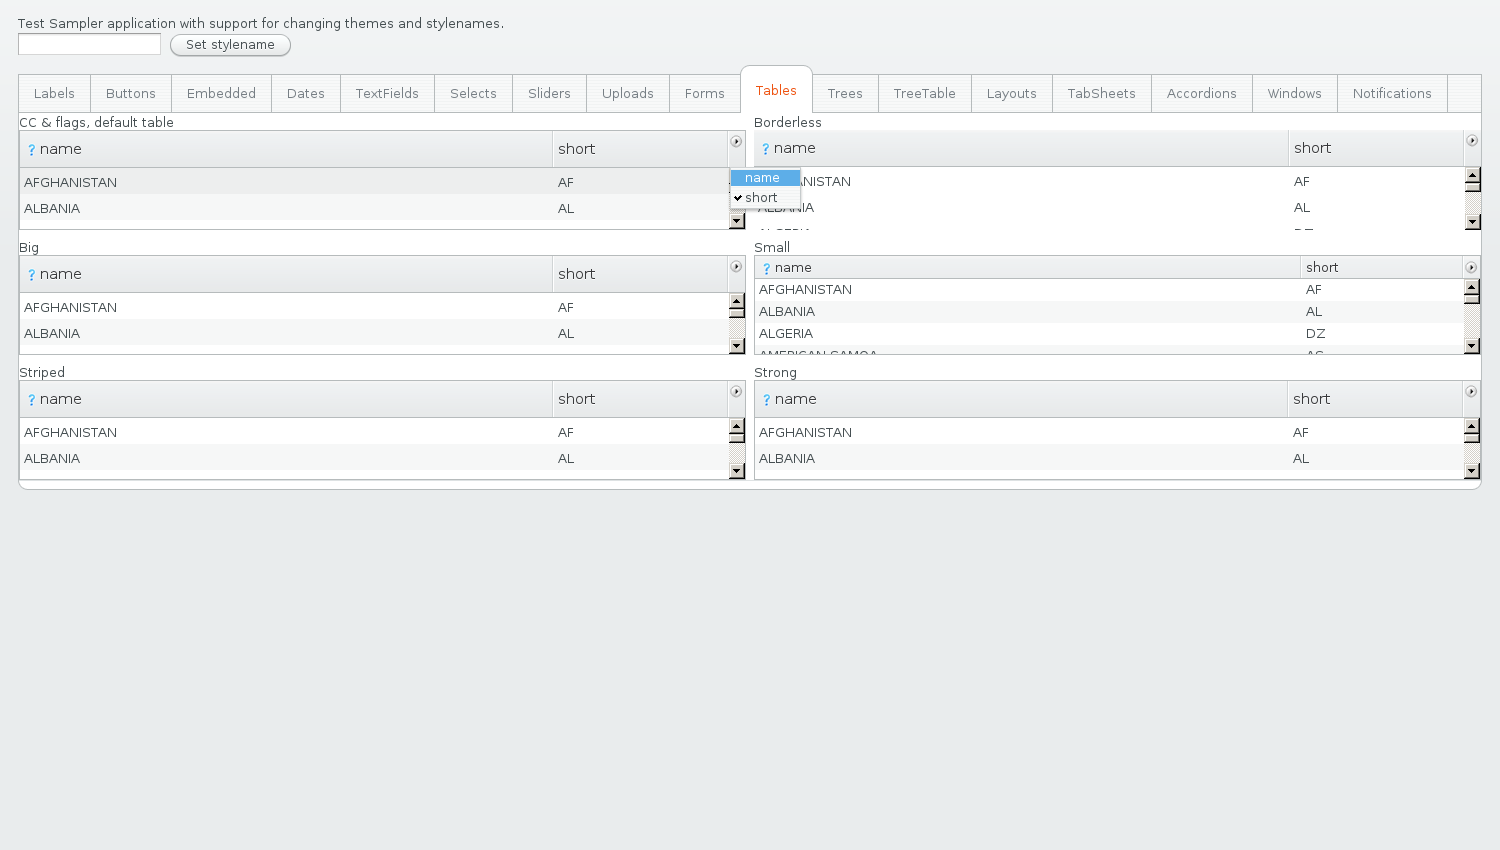 Test Sampler application with support for changing themes and stylenames.
Set stylename
Labels Buttons Embedded Dates TextFields Selects Sliders Uploads Forms Tables Trees TreeTable Layouts TabSheets Accordions Windows Notifications
CC & flags, default table
? name short
AFGHANISTAN AF
ALBANIA AL
name
short
Borderless
? name short
ANISTAN AF
ALBANIA AL
Big
? name short
AFGHANISTAN AF
ALBANIA AL
Small
? name short
AFGHANISTAN AF
ALBANIA AL
ALGERIA DZ
AMERICAN SAMOA AS
Striped
? name short
AFGHANISTAN AF
ALBANIA AL
Strong
? name short
AFGHANISTAN AF
ALBANIA AL